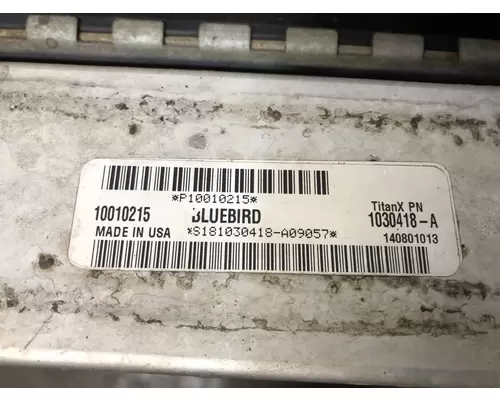 *P10010215*
10010215 BLUEBIRD
MADE IN USA *S181030418-A09057*
TitanX PN
1030418-A
140801013